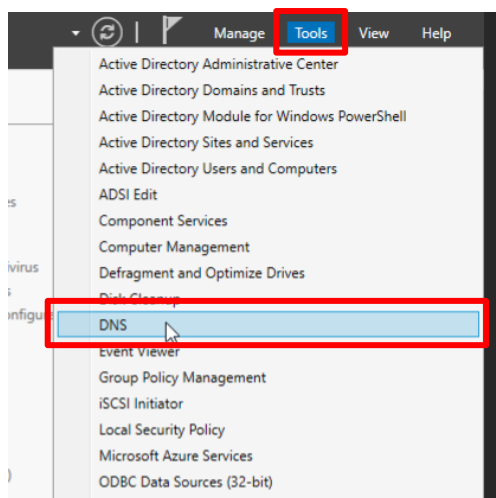 Manage Tools View Help
Active Directory Administrative Center
Active Directory Domains and Trusts
Active Directory Module for Windows PowerShell
Active Directory Sites and Services
Active Directory Users and Computers
ADSI Edit
Component Services
Computer Management
Defragment and Optimize Drives
Disk Cleanup
DNS
Event Viewer
Group Policy Management
iSCSI Initiator
Local Security Policy
Microsoft Azure Services
ODBC Data Sources (32-bit)